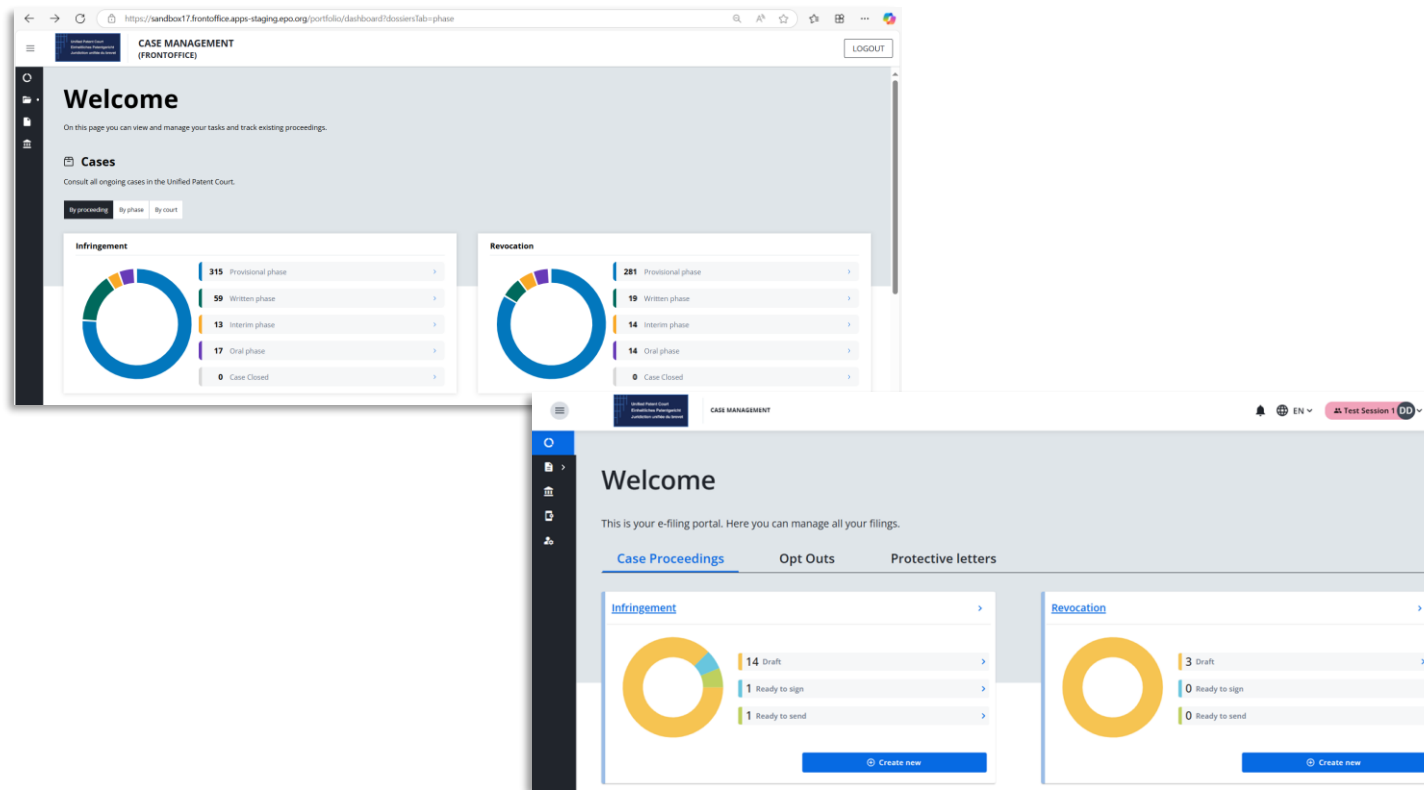 https://sandbox17.frontoffice.apps-staging.epo.org/portfolio/dashboard?dossiersTab=phase
Unified Patent Court
Einheitliches Patentgericht
Juridiction unifiée du brevet
CASE MANAGEMENT
(FRONTOFFICE)
LOGOUT
Welcome
On this page you can view and manage your tasks and track existing proceedings.
Cases
Consult all ongoing cases in the Unified Patent Court.
By proceeding By phase By court
Infringement
315 Provisional phase
59 Written phase
13 Interim phase
17 Oral phase
0 Case Closed
Revocation
281 Provisional phase
19 Written phase
14 Interim phase
14 Oral phase
0 Case Closed
Unified Patent Court
Einheitliches Patentgericht
Juridiction unifiée du brevet
CASE MANAGEMENT
EN
Test Session 1 DD
Welcome
This is your e-filing portal. Here you can manage all your filings.
Case Proceedings Opt Outs Protective letters
Infringement
14 Draft
1 Ready to sign
1 Ready to send
Create new
Revocation
3 Draft
0 Ready to sign
0 Ready to send
Create new